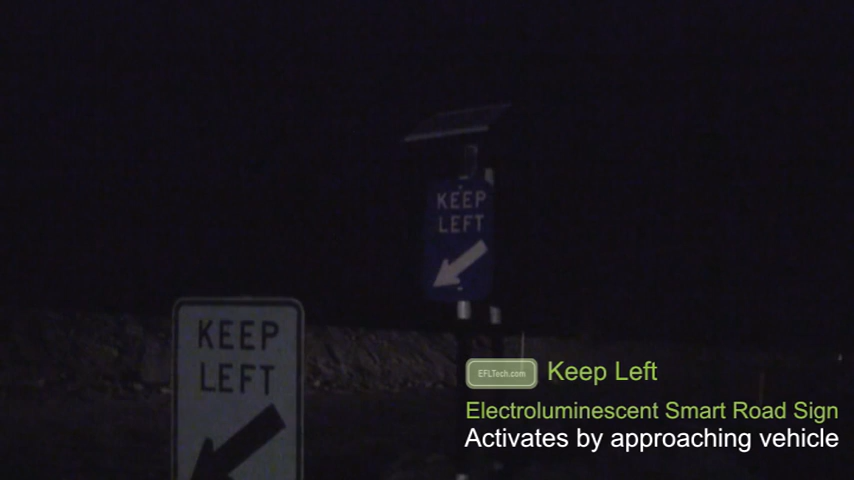 KEEP
LEFT
KEEP
LEFT
EFLTech.com
Keep Left
Electroluminescent Smart Road Sign
Activates by approaching vehicle